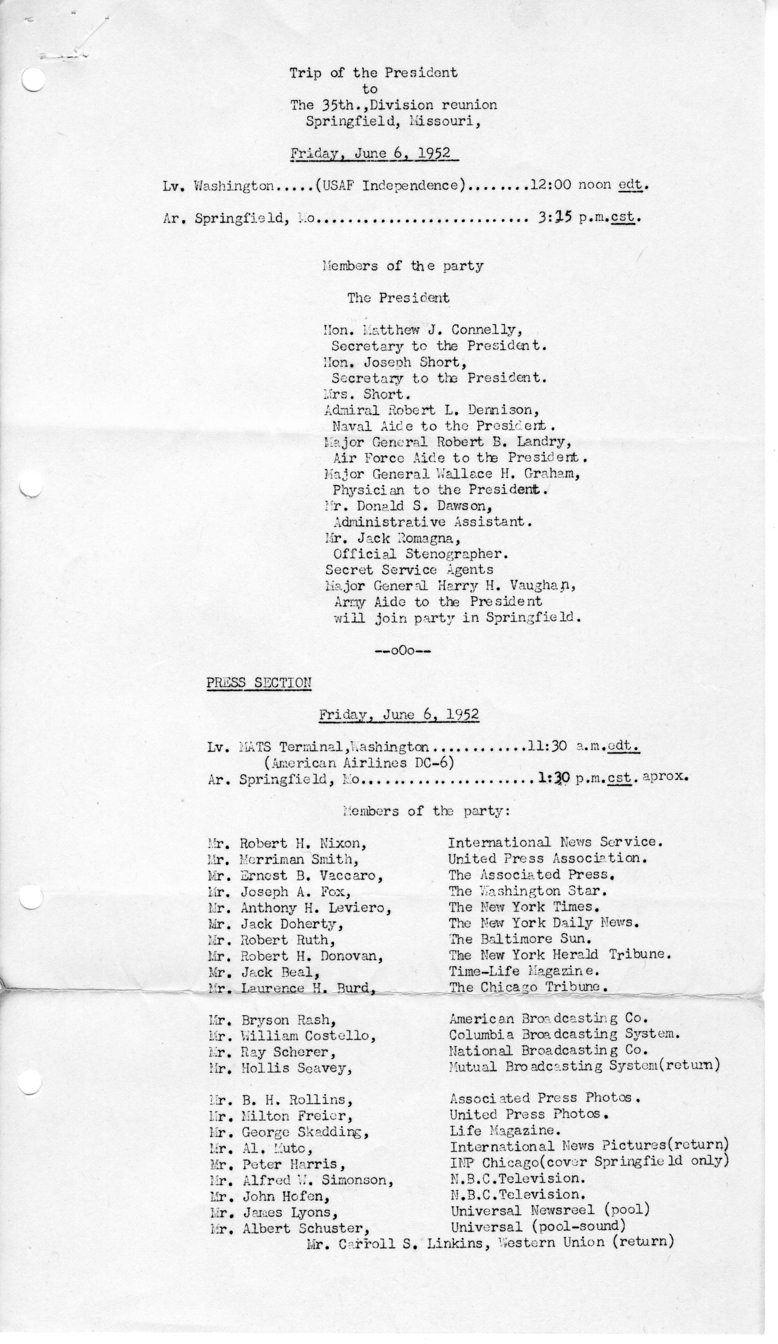 Trip of the President
to
The 35th.,Division reunion
Springfield, Missouri,
Friday, June 6, 1952
Lv. Washington.....(USAF Independence)........12:00 noon edt.
Ar. Springfield, Mo........................... 3:15 p.m.cst.
Members of the party
The President
Hon. Matthew J. Connelly,
Secretary to the President.
Hon. Joseph Short,
Secretary to the President.
Mrs. Short.
Admiral Robert L. Dennison,
Naval Aide to the President.
Major General Robert B. Landry,
Air Force Aide to the President.
Major General Wallace H. Graham,
Physician to the President.
Mr. Donald S. Dawson,
Administrative Assistant.
Mr. Jack Romagna,
Official Stenographer.
Secret Service Agents
Major General Harry H. Vaughan,
Army Aide to the President
will join party in Springfield.
--oOo--
PRESS SECTION
Friday, June 6, 1952
Lv. MATS Terminal,Washington............11:30 a.m.edt.
(American Airlines DC-6)
Ar. Springfield, Mo......................1:30 p.m.cst. aprox.
Members of the party:
Mr. Robert H. Nixon, International News Service.
Mr. Merriman Smith, United Press Association.
Mr. Ernest B. Vaccaro, The Associated Press.
Mr. Joseph A. Fox, The Washington Star.
Mr. Anthony H. Leviero, The New York Times.
Mr. Jack Doherty, The New York Daily News.
Mr. Robert Ruth, The Baltimore Sun.
Mr. Robert H. Donovan, The New York Herald Tribune.
Mr. Jack Beal, Time-Life Magazine.
Mr. Laurence H. Burd, The Chicago Tribune.
Mr. Bryson Rash, American Broadcasting Co.
Mr. William Costello, Columbia Broadcasting System.
Mr. Ray Scherer, National Broadcasting Co.
Mr. Hollis Seavey, Mutual Broadcasting System(return)
Mr. B. H. Rollins, Associated Press Photos.
Mr. Milton Freier, United Press Photos.
Mr. George Skadding, Life Magazine.
Mr. Al. Muto, International News Pictures(return)
Mr. Peter Harris, INP Chicago(cover Springfield only)
Mr. Alfred W. Simonson, N.B.C.Television.
Mr. John Hofen, N.B.C.Television.
Mr. James Lyons, Universal Newsreel (pool)
Mr. Albert Schuster, Universal (pool-sound)
Mr. Carroll S. Linkins, Western Union (return)